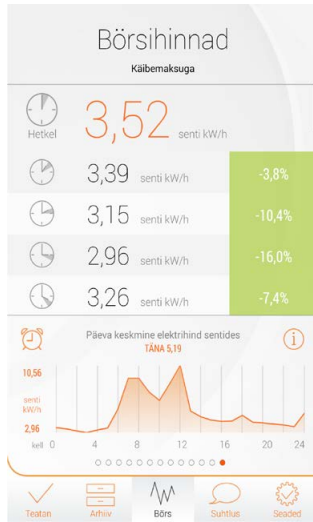 Börsihinnad
Käibemaksuga
Hetkel 3,52 senti kW/h
3,39 senti kW/h -3,8%
3,15 senti kW/h -10,4%
2,96 senti kW/h -16,0%
3,26 senti kW/h -7,4%
Päeva keskmine elektrihind sentides
TÄNA 5,19
10,56
senti
kW/h
2,96
kell 0 4 8 12 16 20 24
Teatan Arhiiv Börs Suhtlus Seaded